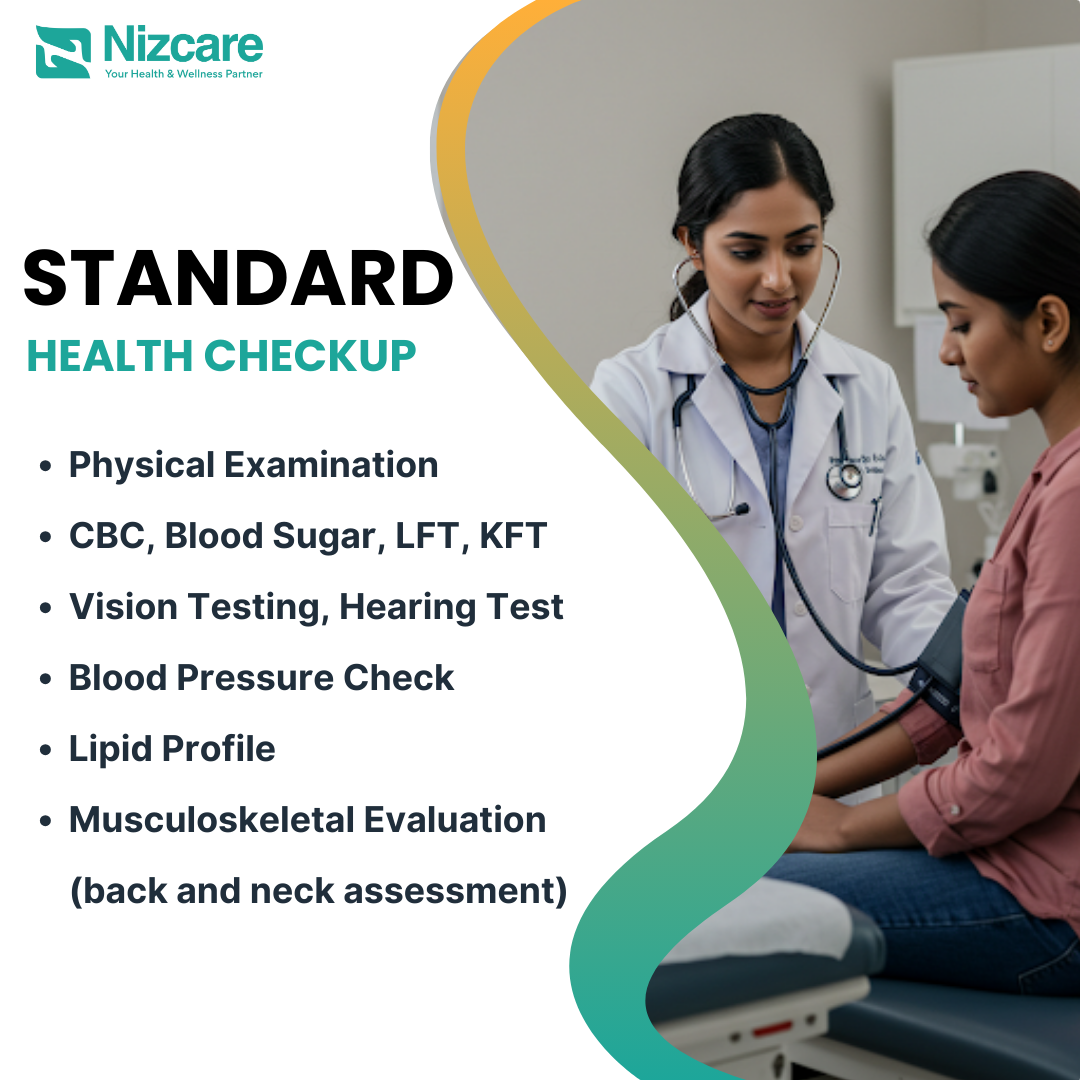 Nizcare
Your Health & Wellness Partner
STANDARD
HEALTH CHECKUP
• Physical Examination
• CBC, Blood Sugar, LFT, KFT
• Vision Testing, Hearing Test
• Blood Pressure Check
• Lipid Profile
• Musculoskeletal Evaluation
(back and neck assessment)